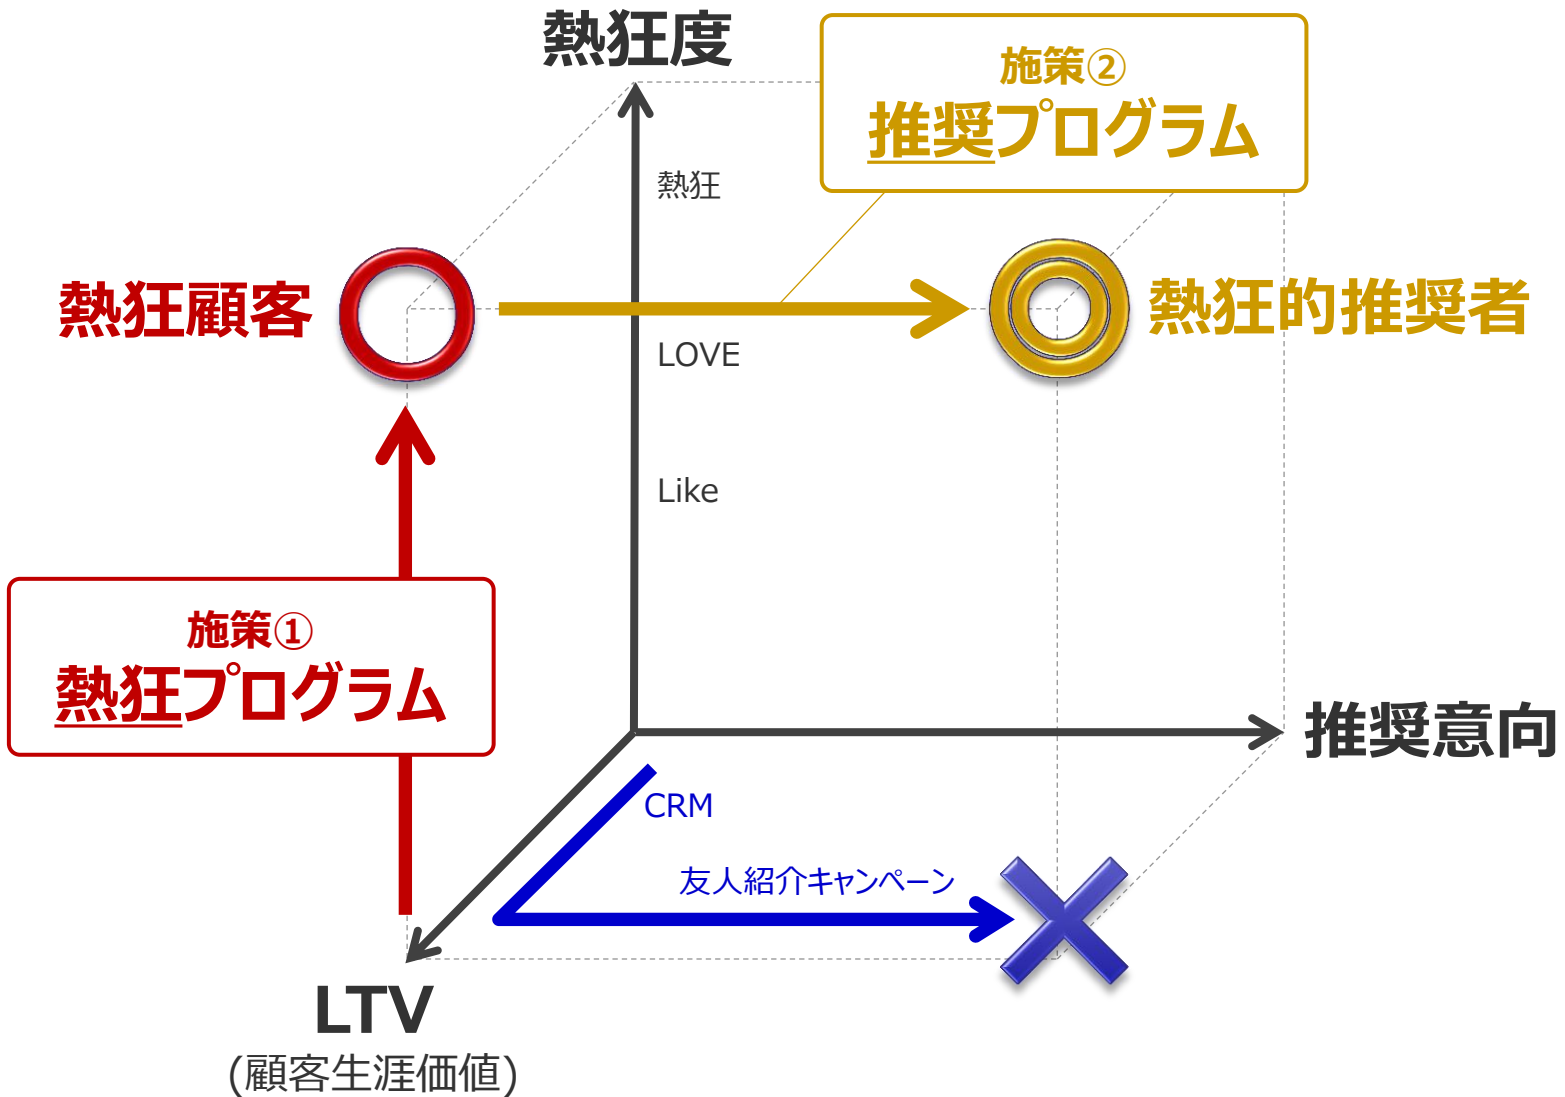 熱狂度
施策②
推奨プログラム
熱狂
熱狂顧客
熱狂的推奨者
LOVE
Like
施策①
熱狂プログラム
推奨意向
CRM
友人紹介キャンペーン
LTV
(顧客生涯価値)